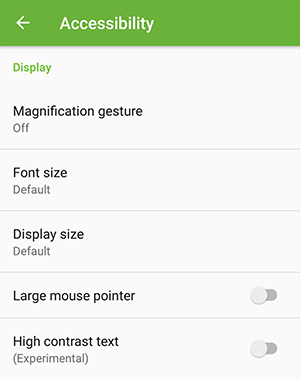 Accessibility
Display
Magnification gesture
Off
Font size
Default
Display size
Default
Large mouse pointer
High contrast text
(Experimental)